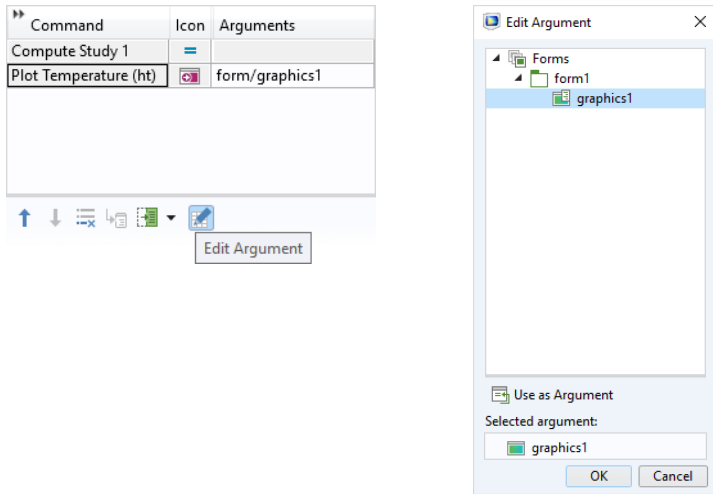 Command Icon Arguments
Compute Study 1
Plot Temperature (ht) form/graphics1
Edit Argument
Edit Argument
Forms
form1
graphics1
Use as Argument
Selected argument:
graphics1
OK Cancel